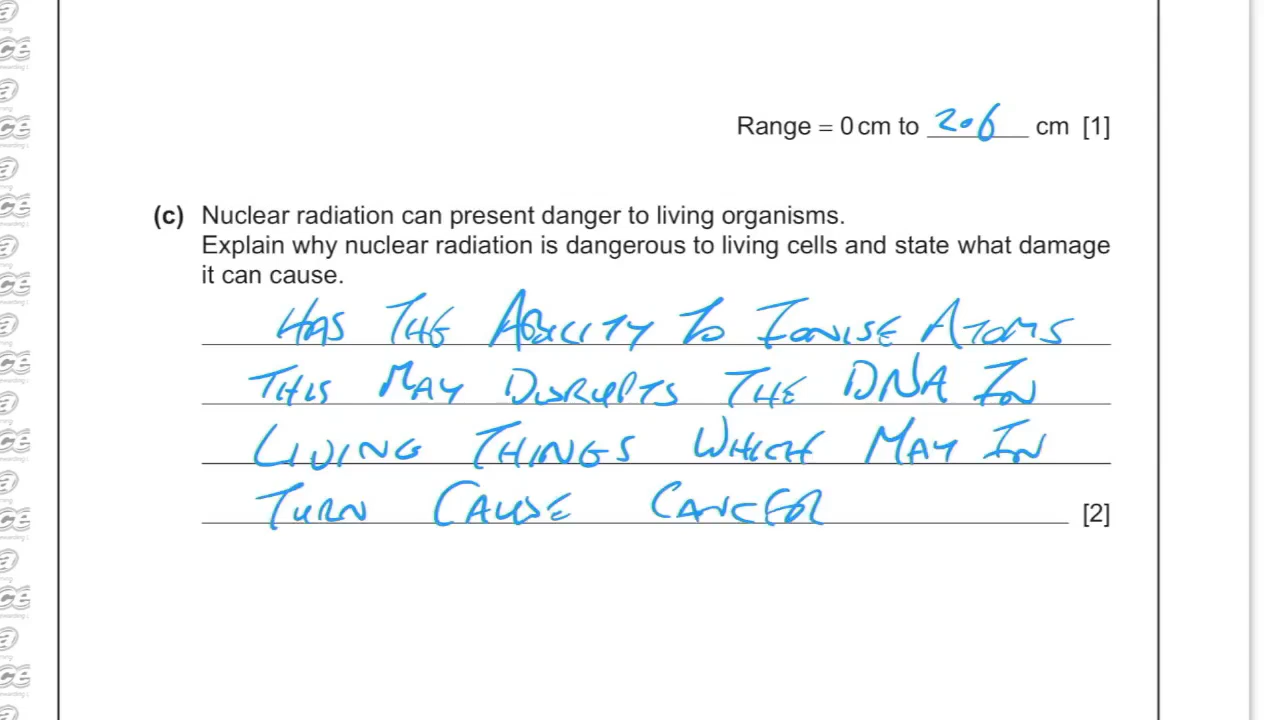 Range = 0 cm to 2.6 cm [1]
(c) Nuclear radiation can present danger to living organisms.
Explain why nuclear radiation is dangerous to living cells and state what damage
it can cause.
HAS THE ABILITY TO IONISE ATOMS
THIS MAY DISRUPTS THE DNA IN
LIVING THINGS WHICH MAY IN
TURN CAUSE CANCER
[2]